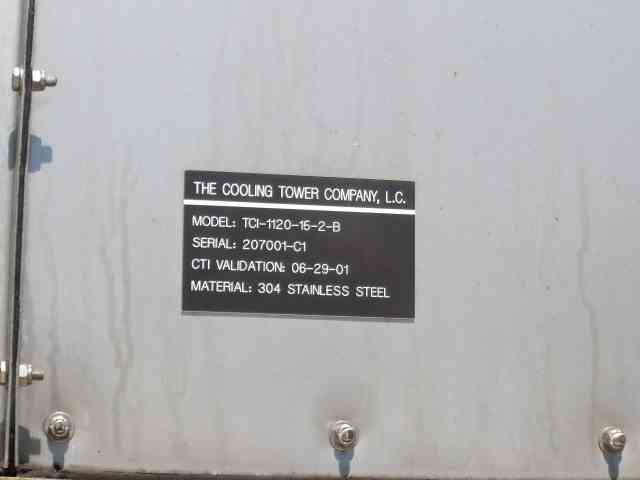 THE COOLING TOWER COMPANY, L.C.
MODEL: TCI-1120-16-2-B
SERIAL: 207001-C1
CTI VALIDATION: 06-29-01
MATERIAL: 304 STAINLESS STEEL